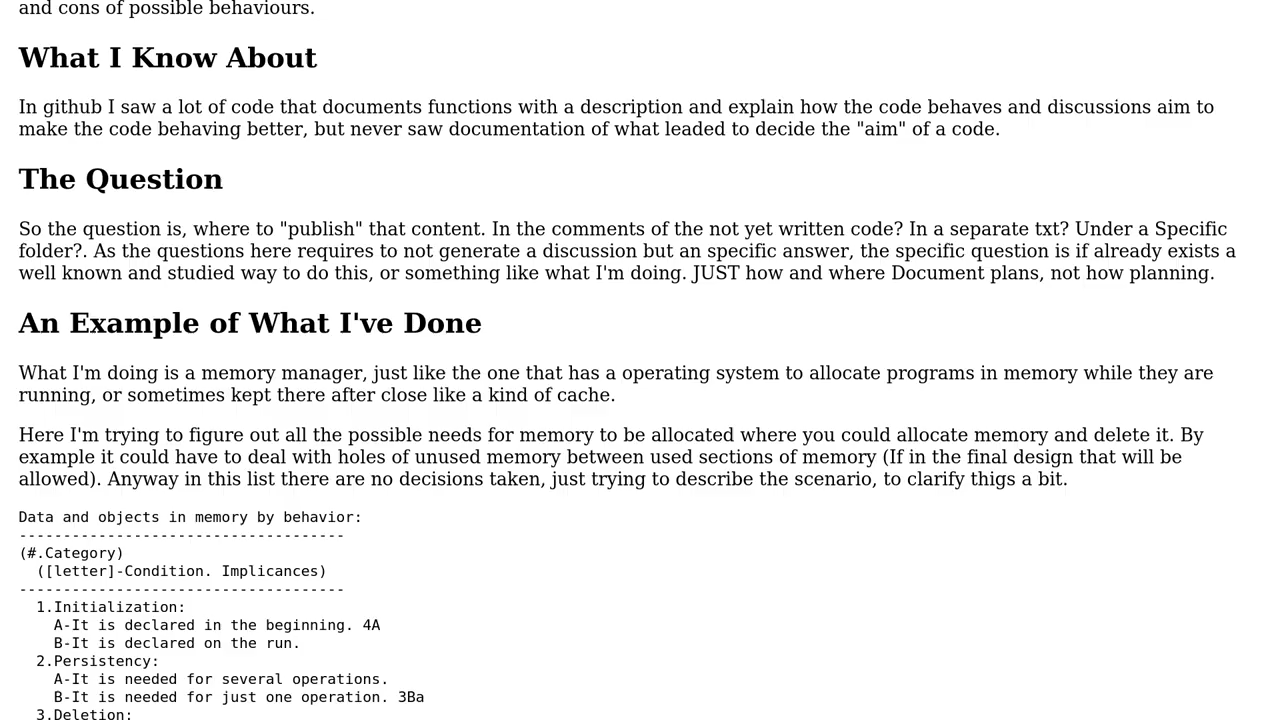 and cons of possible behaviours.
What I Know About
In github I saw a lot of code that documents functions with a description and explain how the code behaves and discussions aim to
make the code behaving better, but never saw documentation of what leaded to decide the "aim" of a code.
The Question
So the question is, where to "publish" that content. In the comments of the not yet written code? In a separate txt? Under a Specific
folder?. As the questions here requires to not generate a discussion but an specific answer, the specific question is if already exists a
well known and studied way to do this, or something like what I'm doing. JUST how and where Document plans, not how planning.
An Example of What I've Done
What I'm doing is a memory manager, just like the one that has a operating system to allocate programs in memory while they are
running, or sometimes kept there after close like a kind of cache.
Here I'm trying to figure out all the possible needs for memory to be allocated where you could allocate memory and delete it. By
example it could have to deal with holes of unused memory between used sections of memory (If in the final design that will be
allowed). Anyway in this list there are no decisions taken, just trying to describe the scenario, to clarify thigs a bit.
Data and objects in memory by behavior:
-------------------------------------
(#.Category)
  ([letter]-Condition. Implicances)
-------------------------------------
  1.Initialization:
    A-It is declared in the beginning. 4A
    B-It is declared on the run.
  2.Persistency:
    A-It is needed for several operations.
    B-It is needed for just one operation. 3Ba
  3.Deletion: